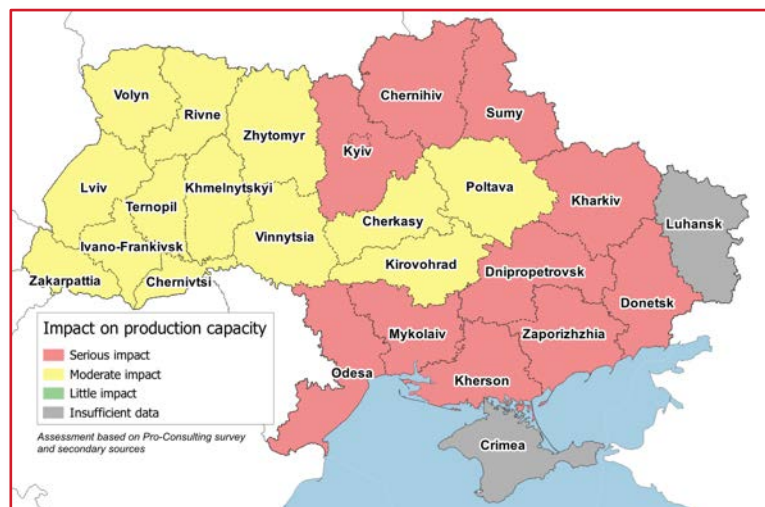 Volyn
Rivne
Zhytomyr
Chernihiv
Sumy
Kyiv
Lviv
Khmelnytskyi
Ternopil
Poltava
Kharkiv
Luhansk
Cherkasy
Vinnytsia
Ivano-Frankivsk
Zakarpattia
Chernivtsi
Kirovohrad
Dnipropetrovsk
Donetsk
Mykolaiv
Zaporizhzhia
Odesa
Kherson
Crimea
Impact on production capacity
Serious impact
Moderate impact
Little impact
Insufficient data
Assessment based on Pro-Consulting survey
and secondary sources